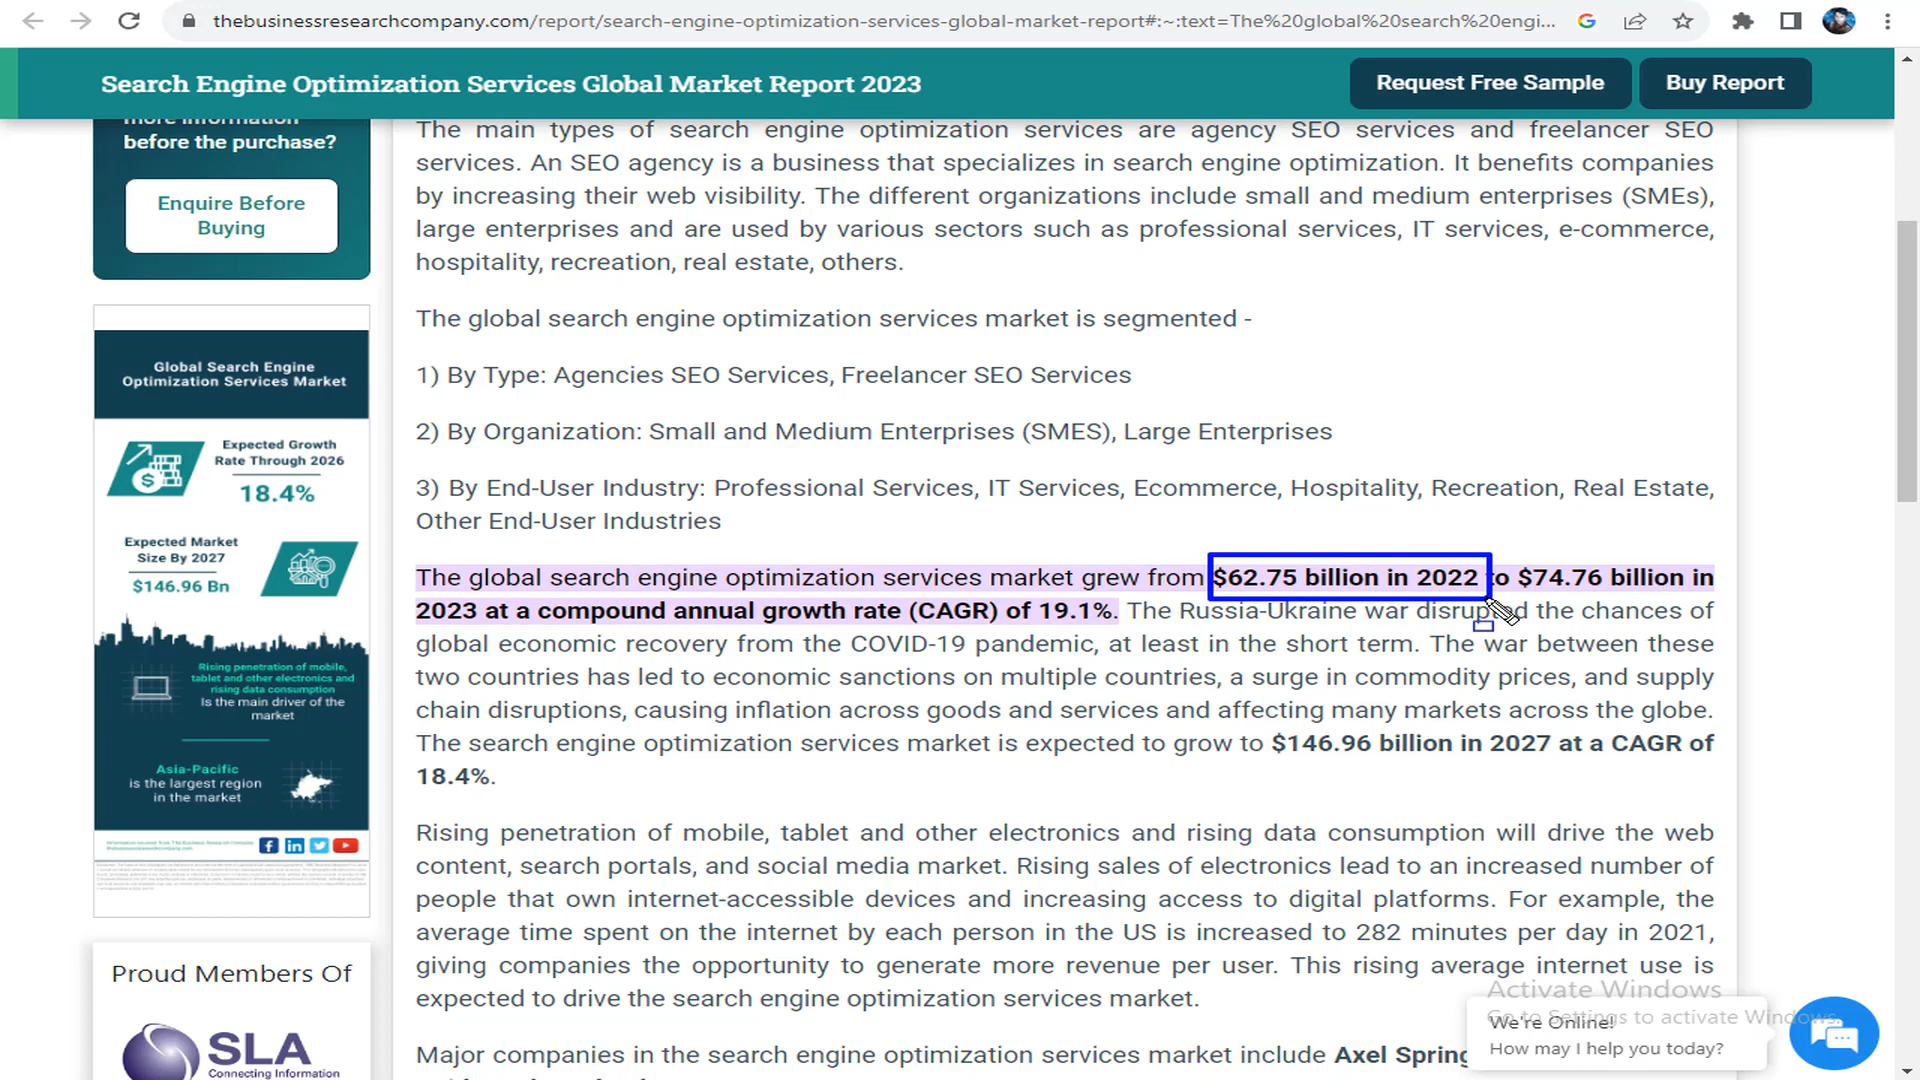 thebusinessresearchcompany.com/report/search-engine-optimization-services-global-market-report#:~:text=The%20global%20search%20engi...
Search Engine Optimization Services Global Market Report 2023
Request Free Sample
Buy Report
more information
before the purchase?
Enquire Before
Buying
Global Search Engine
Optimization Services Market
Expected Growth
Rate Through 2026
18.4%
Expected Market
Size By 2027
$146.96 Bn
Rising penetration of mobile,
tablet and other electronics and
rising data consumption
Is the main driver of the
market
Asia-Pacific
is the largest region
in the market
Proud Members Of
SLA
Connecting Information
The main types of search engine optimization services are agency SEO services and freelancer SEO
services. An SEO agency is a business that specializes in search engine optimization. It benefits companies
by increasing their web visibility. The different organizations include small and medium enterprises (SMEs),
large enterprises and are used by various sectors such as professional services, IT services, e-commerce,
hospitality, recreation, real estate, others.
The global search engine optimization services market is segmented -
1) By Type: Agencies SEO Services, Freelancer SEO Services
2) By Organization: Small and Medium Enterprises (SMES), Large Enterprises
3) By End-User Industry: Professional Services, IT Services, Ecommerce, Hospitality, Recreation, Real Estate,
Other End-User Industries
The global search engine optimization services market grew from $62.75 billion in 2022 to $74.76 billion in
2023 at a compound annual growth rate (CAGR) of 19.1%. The Russia-Ukraine war disrupted the chances of
global economic recovery from the COVID-19 pandemic, at least in the short term. The war between these
two countries has led to economic sanctions on multiple countries, a surge in commodity prices, and supply
chain disruptions, causing inflation across goods and services and affecting many markets across the globe.
The search engine optimization services market is expected to grow to $146.96 billion in 2027 at a CAGR of
18.4%.
Rising penetration of mobile, tablet and other electronics and rising data consumption will drive the web
content, search portals, and social media market. Rising sales of electronics lead to an increased number of
people that own internet-accessible devices and increasing access to digital platforms. For example, the
average time spent on the internet by each person in the US is increased to 282 minutes per day in 2021,
giving companies the opportunity to generate more revenue per user. This rising average internet use is
expected to drive the search engine optimization services market.
Major companies in the search engine optimization services market include Axel Spring
Activate Windows
Go to Settings to activate Windows.
We're Online!
How may I help you today?